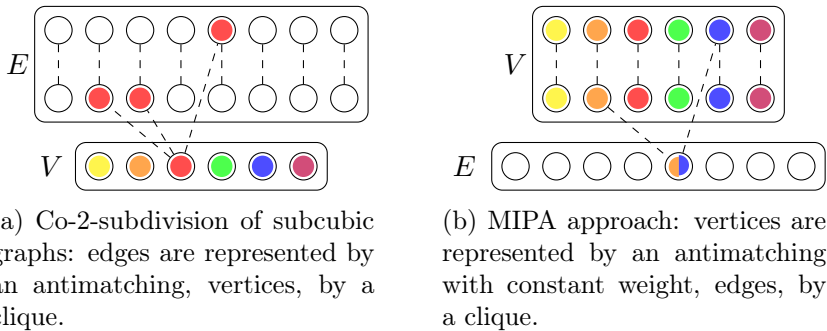 E
V
a) Co-2-subdivision of subcubic
graphs: edges are represented by
an antimatching, vertices, by a
clique.
V
E
(b) MIPA approach: vertices are
represented by an antimatching
with constant weight, edges, by
a clique.